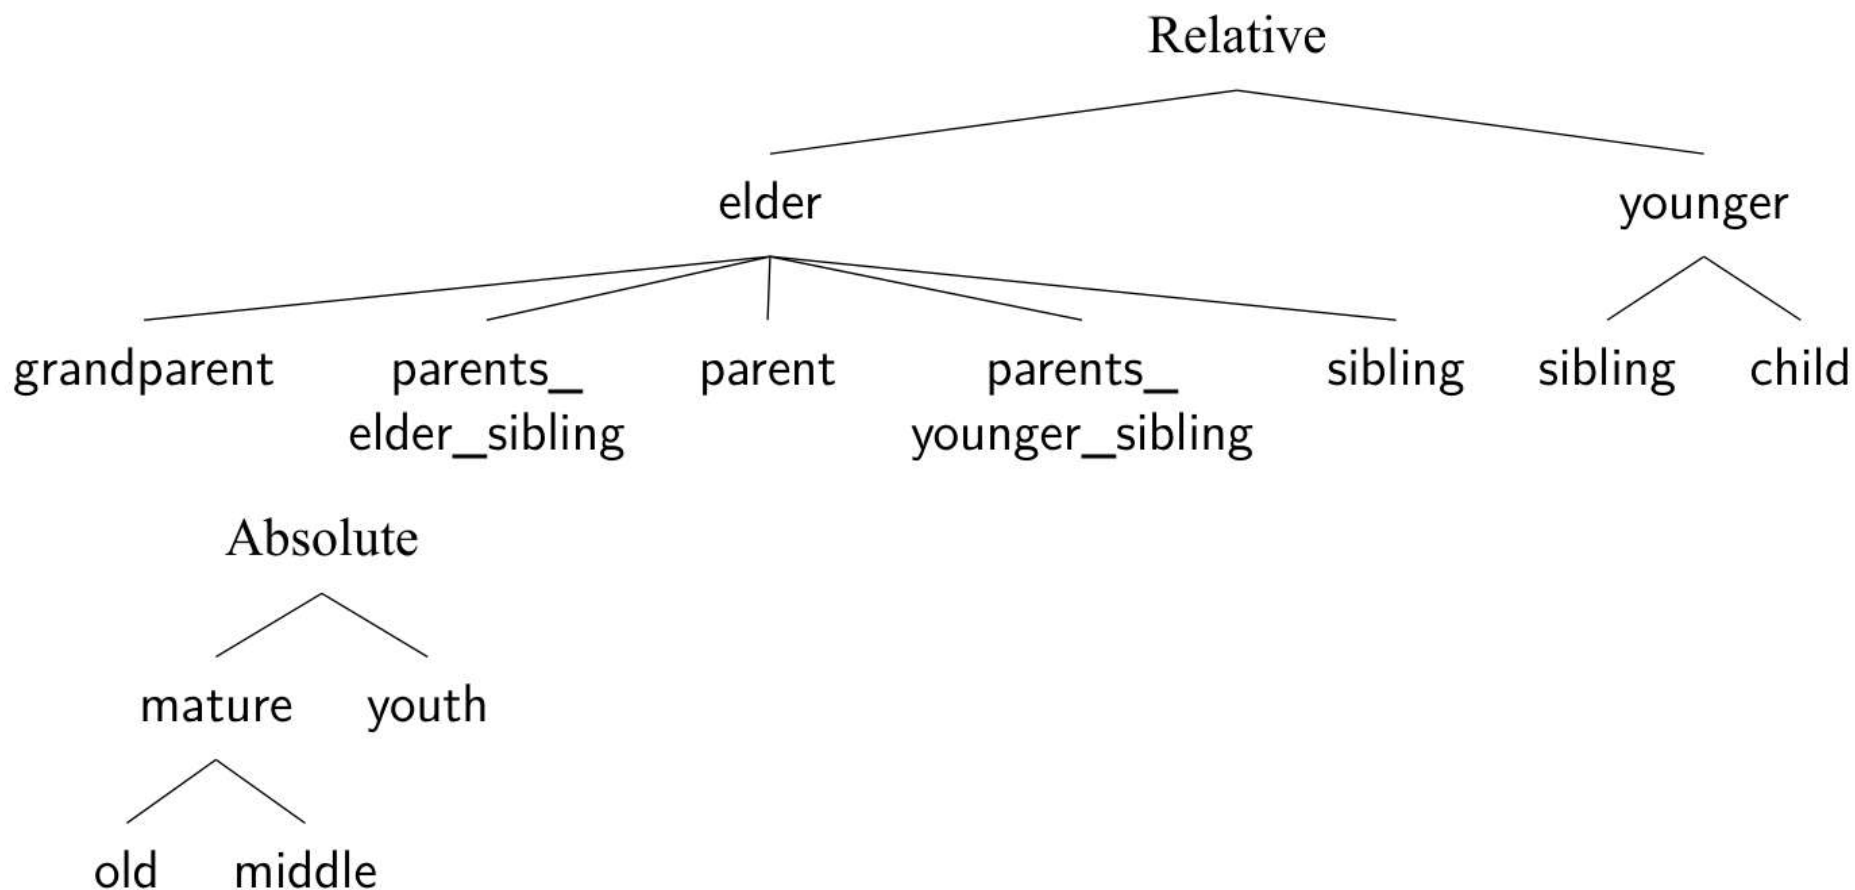 Relative
elder younger
grandparent parents_ parent parents_ sibling sibling child
elder_sibling younger_sibling
Absolute
mature youth
old middle